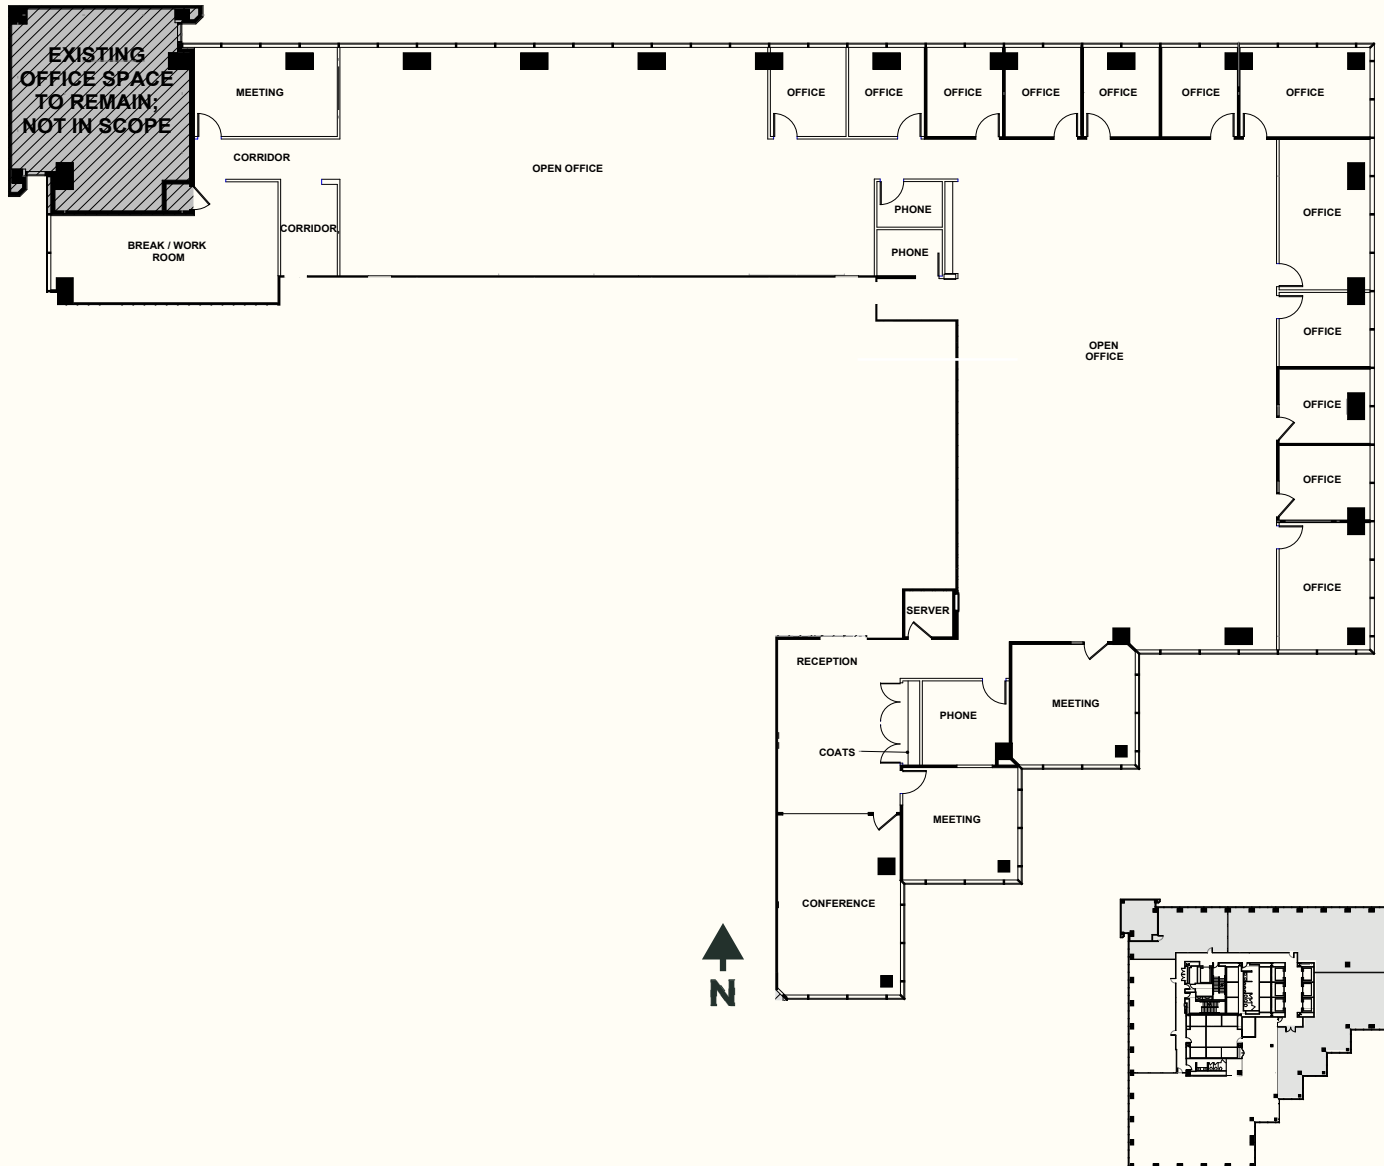 EXISTING
OFFICE SPACE
TO REMAIN;
NOT IN SCOPE
MEETING
OFFICE
OFFICE
OFFICE
OFFICE
OFFICE
OFFICE
OFFICE
CORRIDOR
OPEN OFFICE
PHONE
OFFICE
CORRIDOR
BREAK / WORK
ROOM
PHONE
OFFICE
OPEN
OFFICE
OFFICE
OFFICE
OFFICE
SERVER
RECEPTION
MEETING
PHONE
COATS
MEETING
CONFERENCE
N